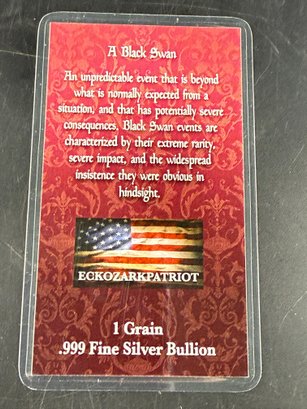 A Black Swan
An unpredictable event that is beyond
what is normally expected from a
situation, and that has potentially severe
consequences. Black Swan events are
characterized by their extreme rarity,
severe impact, and the widespread
insistence they were obvious in
hindsight.
ECKOZARKPATRIOT
1 Grain
.999 Fine Silver Bullion